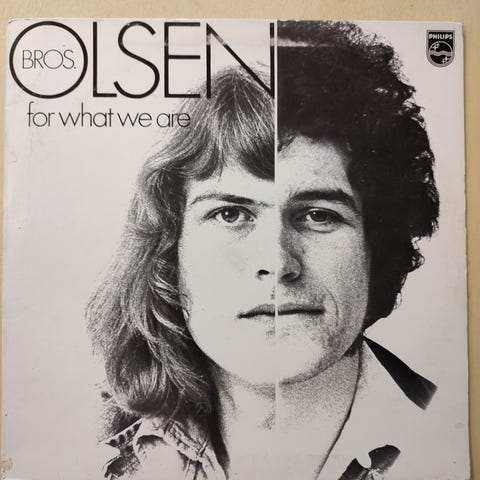 BROS. OLSEN
for what we are
PHILIPS